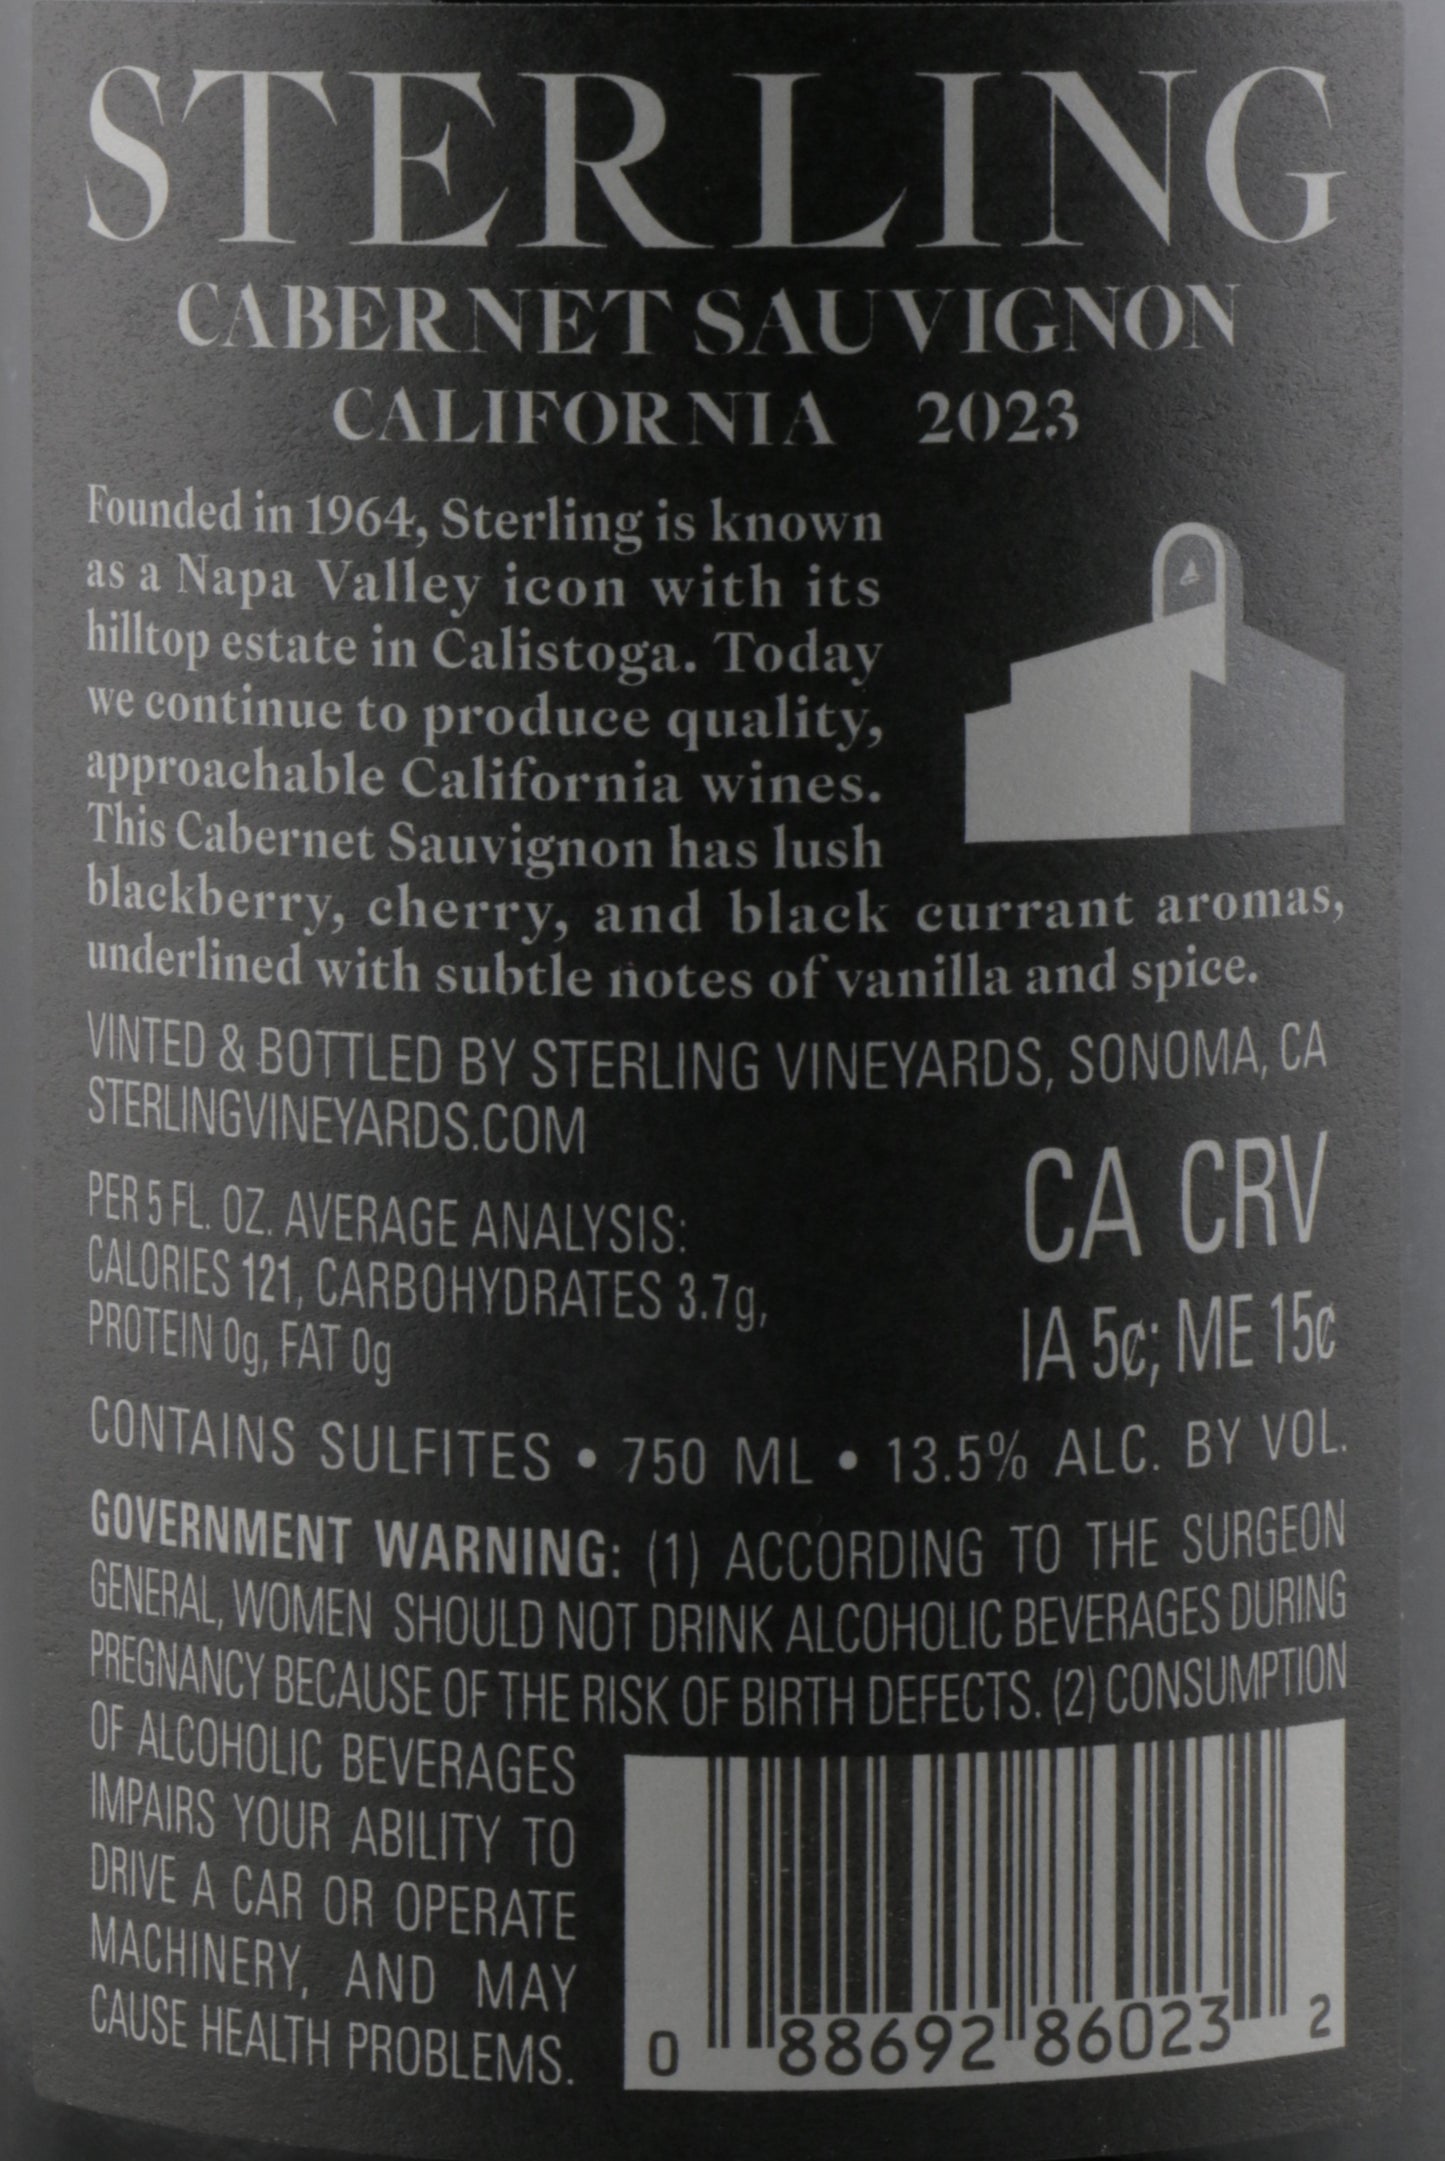 STERLING
CABERNET SAUVIGNON
CALIFORNIA 2023
Founded in 1964, Sterling is known
as a Napa Valley icon with its
hilltop estate in Calistoga. Today
we continue to produce quality,
approachable California wines.
This Cabernet Sauvignon has lush
blackberry, cherry, and black currant aromas,
underlined with subtle notes of vanilla and spice.
VINTED & BOTTLED BY STERLING VINEYARDS, SONOMA, CA
STERLINGVINEYARDS.COM
PER 5 FL. OZ. AVERAGE ANALYSIS:
CALORIES 121, CARBOHYDRATES 3.7g,
PROTEIN 0g, FAT 0g
CA CRV
IA 5¢; ME 15¢
CONTAINS SULFITES • 750 ML • 13.5% ALC. BY VOL.
GOVERNMENT WARNING: (1) ACCORDING TO THE SURGEON
GENERAL, WOMEN SHOULD NOT DRINK ALCOHOLIC BEVERAGES DURING
PREGNANCY BECAUSE OF THE RISK OF BIRTH DEFECTS. (2) CONSUMPTION
OF ALCOHOLIC BEVERAGES
IMPAIRS YOUR ABILITY TO
DRIVE A CAR OR OPERATE
MACHINERY, AND MAY
CAUSE HEALTH PROBLEMS.
0 88692 86023 2